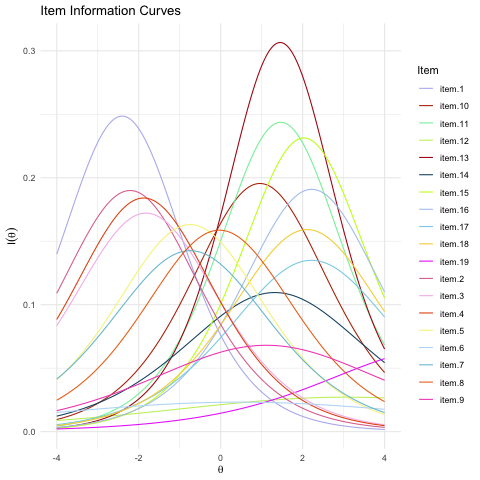 Item Information Curves
I(θ)
0.3
0.2
0.1
0.0
-4
-2
0
2
4
θ
Item
item.1
item.10
item.11
item.12
item.13
item.14
item.15
item.16
item.17
item.18
item.19
item.2
item.3
item.4
item.5
item.6
item.7
item.8
item.9